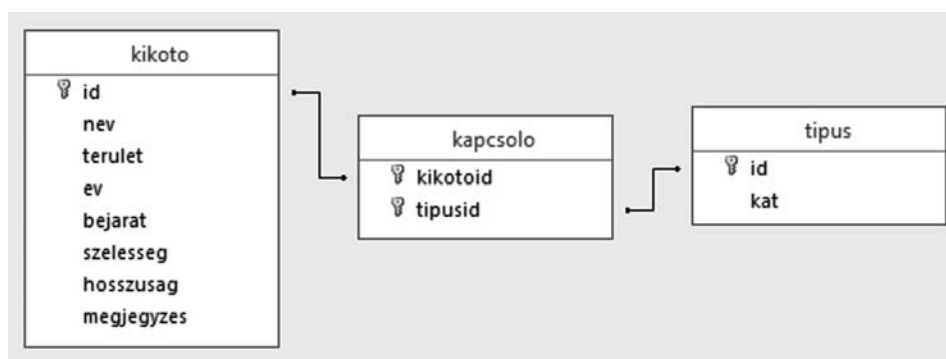 kikoto
id
nev
terulet
ev
bejarat
szelesseg
hosszusag
megjegyzes
kapcsolo
kikotoid
tipusid
tipus
id
kat